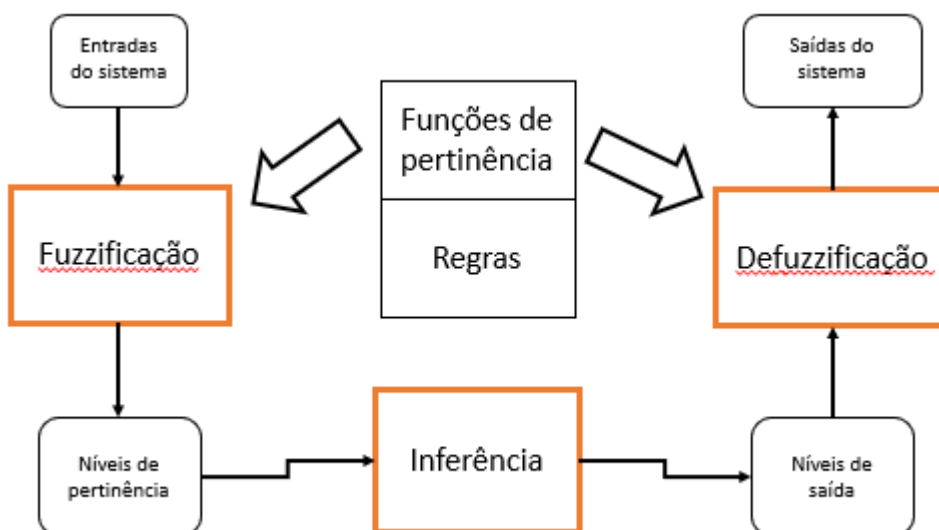 Entradas
do sistema
Saídas do
sistema
Funções de
pertinência
Fuzzificação
Regras
Defuzzificação
Níveis de
pertinência
Inferência
Níveis de
saída